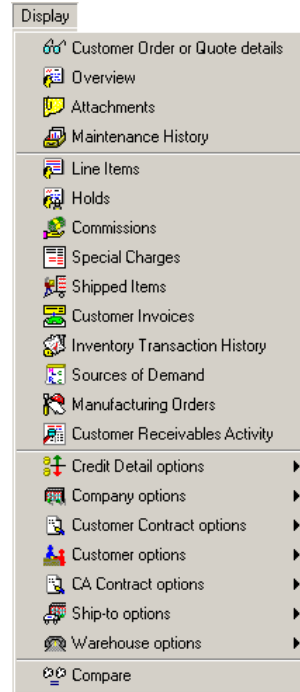 Display
Customer Order or Quote details
Overview
Attachments
Maintenance History
Line Items
Holds
Commissions
Special Charges
Shipped Items
Customer Invoices
Inventory Transaction History
Sources of Demand
Manufacturing Orders
Customer Receivables Activity
Credit Detail options
Company options
Customer Contract options
Customer options
CA Contract options
Ship-to options
Warehouse options
Compare